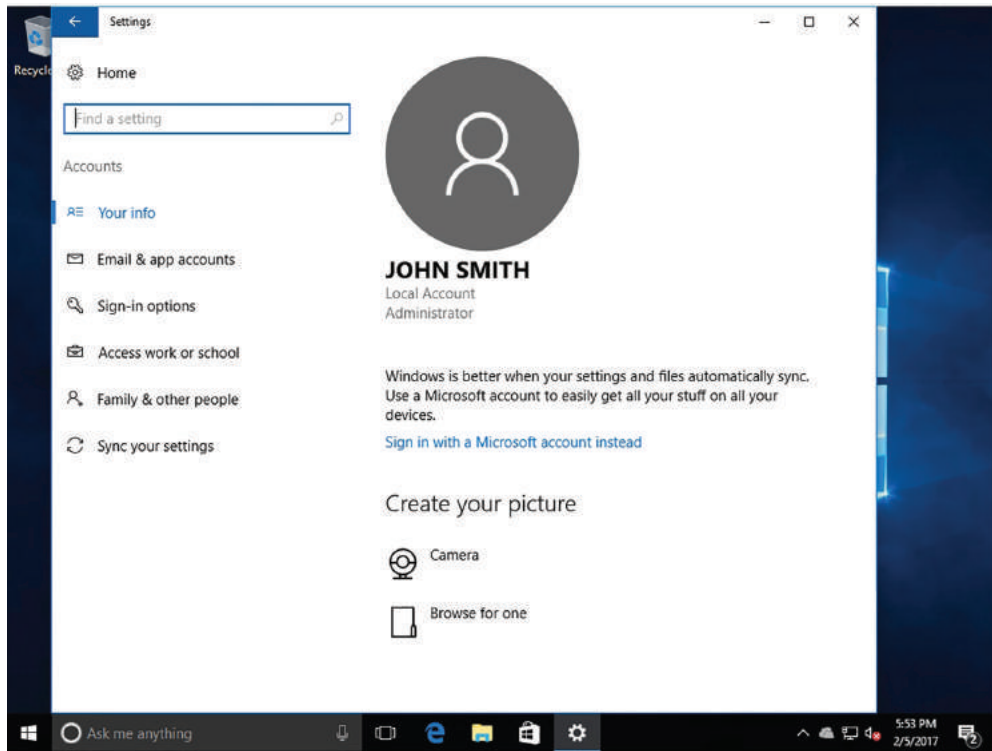 Settings
Recycle
Home
Find a setting
Accounts
Your info
Email & app accounts
Sign-in options
Access work or school
Family & other people
Sync your settings
JOHN SMITH
Local Account
Administrator
Windows is better when your settings and files automatically sync.
Use a Microsoft account to easily get all your stuff on all your
devices.
Sign in with a Microsoft account instead
Create your picture
Camera
Browse for one
Ask me anything
5:53 PM
2/5/2017
2